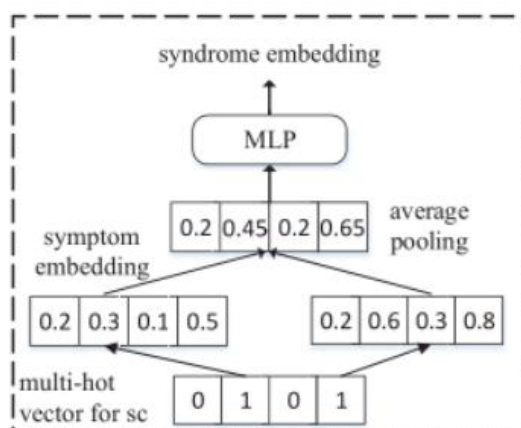 syndrome embedding
MLP
0.2 0.45 0.2 0.65
average
pooling
symptom
embedding
0.2 0.3 0.1 0.5
0.2 0.6 0.3 0.8
multi-hot
vector for sc
0 1 0 1